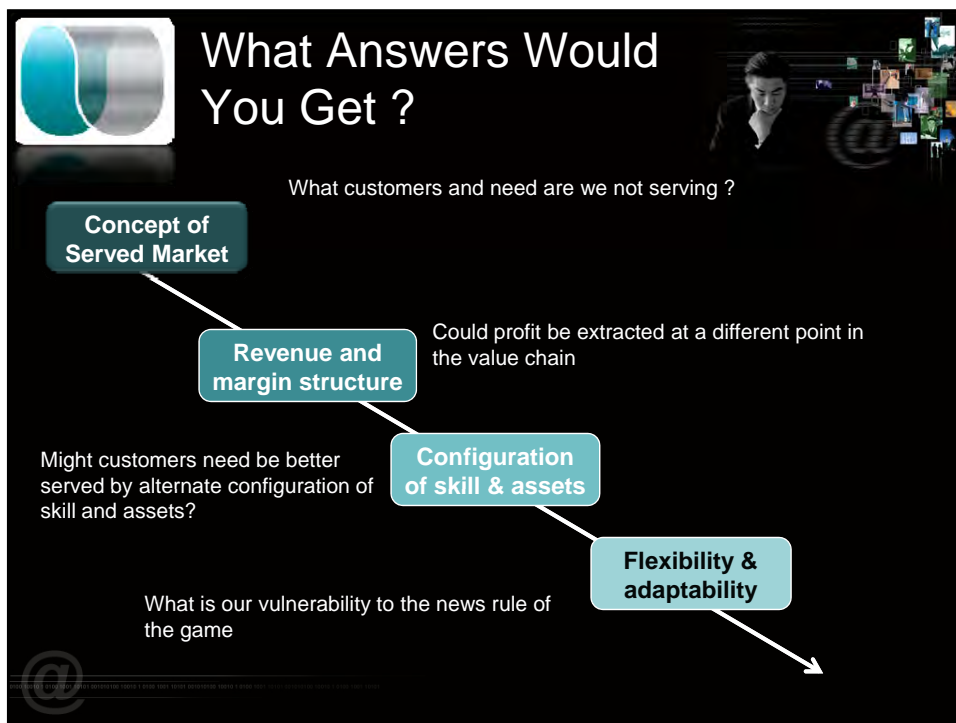 What Answers Would
You Get ?
What customers and need are we not serving ?
Concept of
Served Market
Could profit be extracted at a different point in
the value chain
Revenue and
margin structure
Might customers need be better
served by alternate configuration of
skill and assets?
Configuration
of skill & assets
Flexibility &
adaptability
What is our vulnerability to the news rule of
the game
@
@